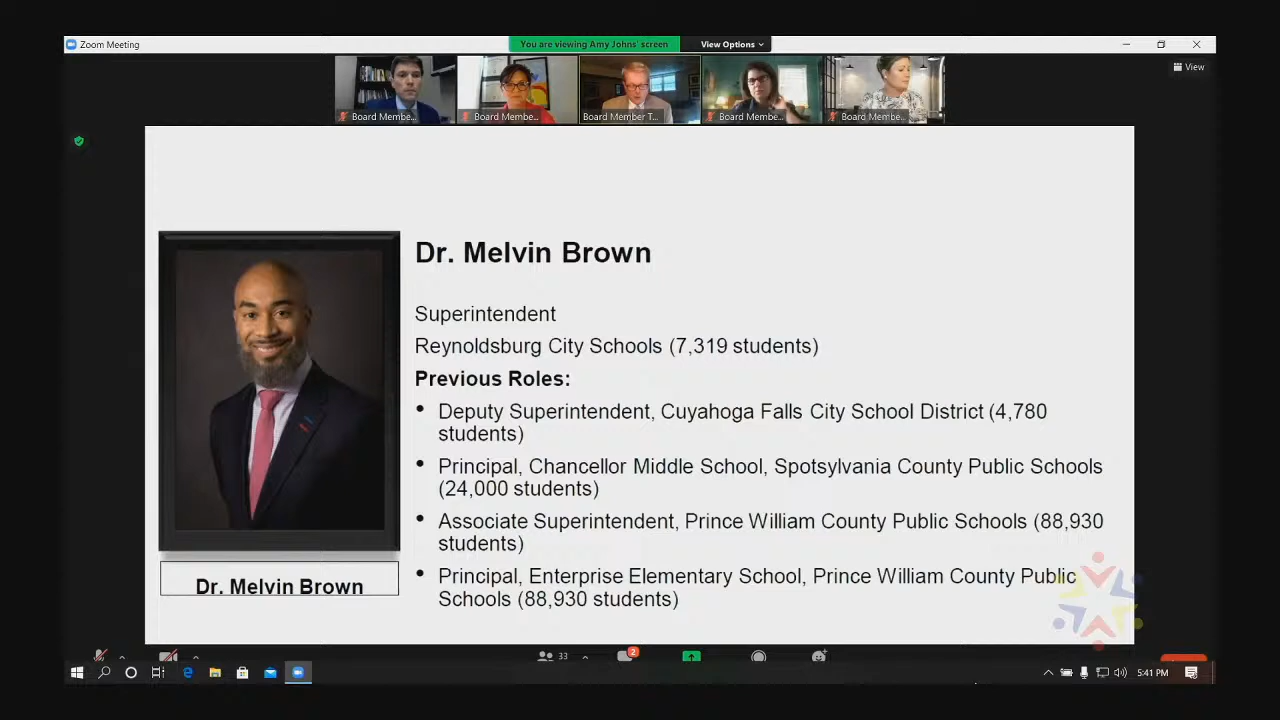 Zoom Meeting
You are viewing Amy Johns' screen
View Options
View
Board Membe...
Board Membe...
Board Member T...
Board Membe...
Board Membe...
Dr. Melvin Brown
Superintendent
Reynoldsburg City Schools (7,319 students)
Previous Roles:
• Deputy Superintendent, Cuyahoga Falls City School District (4,780
students)
• Principal, Chancellor Middle School, Spotsylvania County Public Schools
(24,000 students)
• Associate Superintendent, Prince William County Public Schools (88,930
students)
• Principal, Enterprise Elementary School, Prince William County Public
Schools (88,930 students)
Dr. Melvin Brown
33
2
5:41 PM